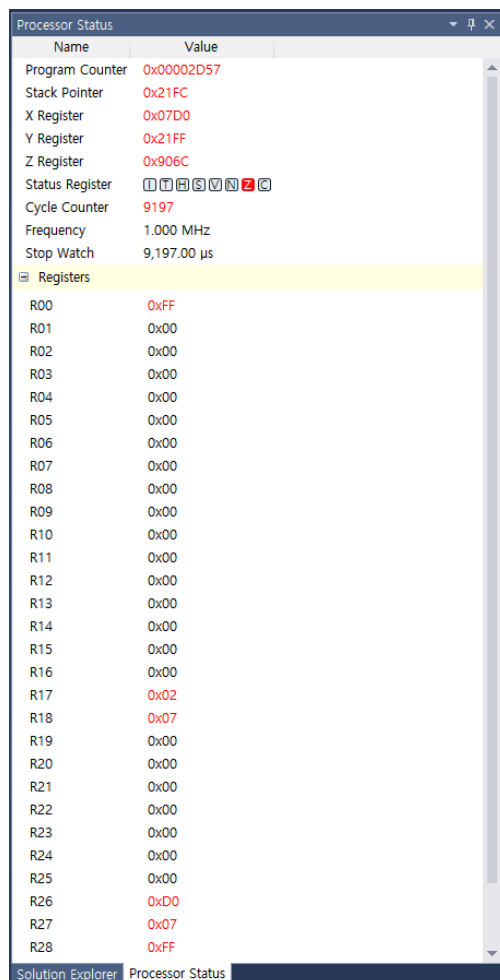 Processor Status
Name Value
Program Counter 0x00002D57
Stack Pointer 0x21FC
X Register 0x07D0
Y Register 0x21FF
Z Register 0x906C
Status Register I T H S V N Z C
Cycle Counter 9197
Frequency 1.000 MHz
Stop Watch 9,197.00 µs
Registers
R00 0xFF
R01 0x00
R02 0x00
R03 0x00
R04 0x00
R05 0x00
R06 0x00
R07 0x00
R08 0x00
R09 0x00
R10 0x00
R11 0x00
R12 0x00
R13 0x00
R14 0x00
R15 0x00
R16 0x00
R17 0x02
R18 0x07
R19 0x00
R20 0x00
R21 0x00
R22 0x00
R23 0x00
R24 0x00
R25 0x00
R26 0xD0
R27 0x07
R28 0xFF
Solution Explorer Processor Status